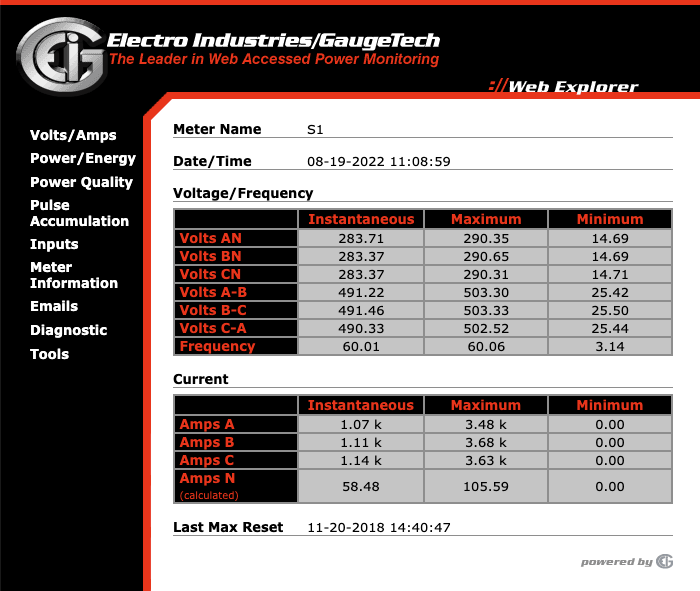 EIG
Electro Industries/GaugeTech
The Leader in Web Accessed Power Monitoring
://Web Explorer
Volts/Amps
Power/Energy
Power Quality
Pulse
Accumulation
Inputs
Meter
Information
Emails
Diagnostic
Tools
Meter Name S1
Date/Time 08-19-2022 11:08:59
Voltage/Frequency
Instantaneous Maximum Minimum
Volts AN 283.71 290.35 14.69
Volts BN 283.37 290.65 14.69
Volts CN 283.37 290.31 14.71
Volts A-B 491.22 503.30 25.42
Volts B-C 491.46 503.33 25.50
Volts C-A 490.33 502.52 25.44
Frequency 60.01 60.06 3.14
Current
Instantaneous Maximum Minimum
Amps A 1.07 k 3.48 k 0.00
Amps B 1.11 k 3.68 k 0.00
Amps C 1.14 k 3.63 k 0.00
Amps N
(calculated) 58.48 105.59 0.00
Last Max Reset 11-20-2018 14:40:47
powered by EIG